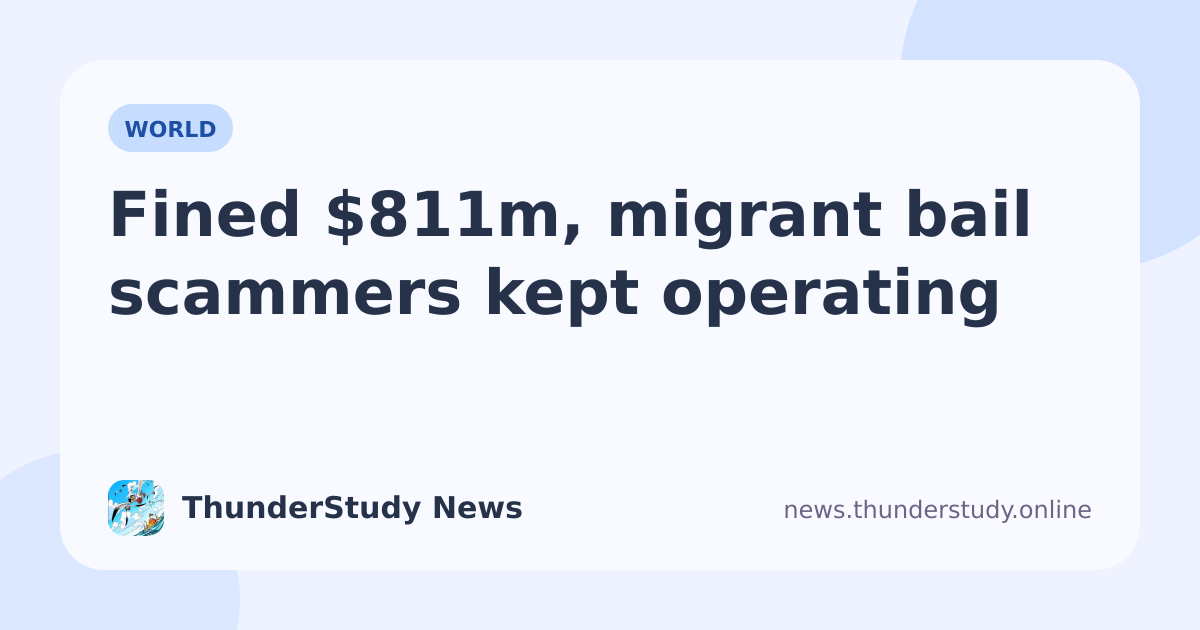 WORLD
Fined $811m, migrant bail
scammers kept operating
ThunderStudy News
news.thunderstudy.online